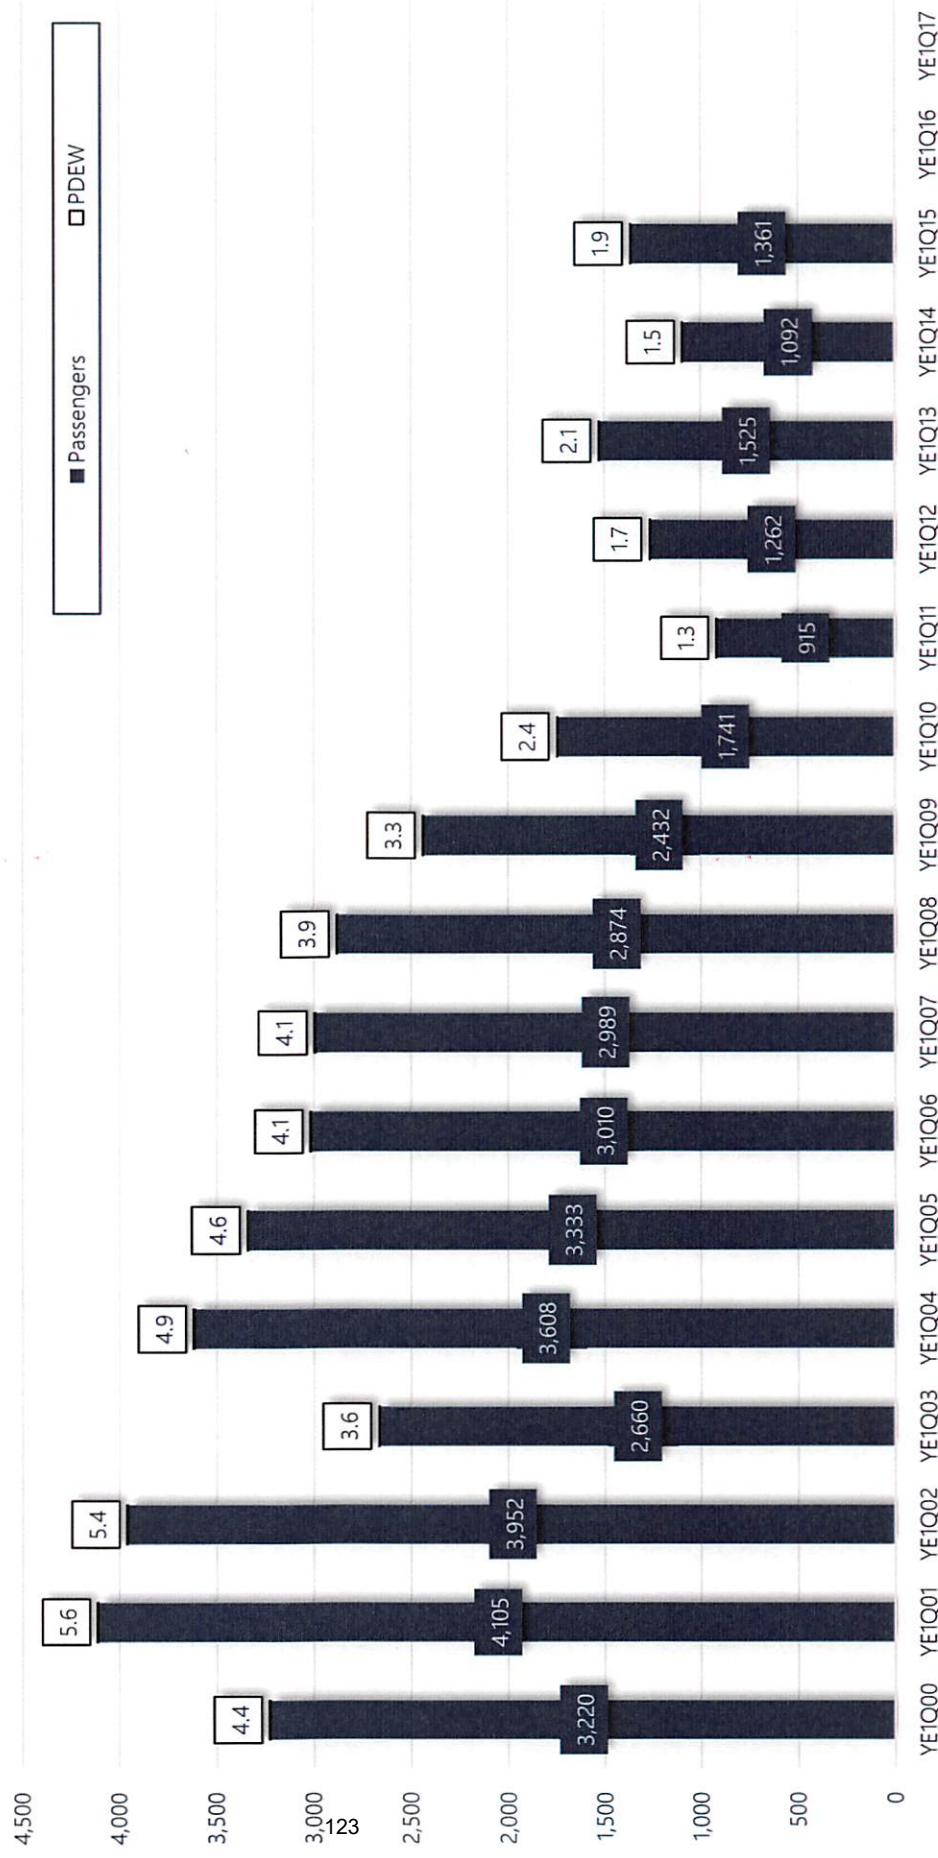 Passengers PDEW
4,500
4,000
3,500
3,000
2,500
2,000
1,500
1,000
500
0
4.4 5.6 5.4 3.6 4.9 4.6 4.1 4.1 3.9 3.3 2.4 1.3 1.7 2.1 1.5 1.9
3,220 4,105 3,952 2,660 3,608 3,333 3,010 2,989 2,874 2,432 1,741 915 1,262 1,525 1,092 1,361
YE1Q00 YE1Q01 YE1Q02 YE1Q03 YE1Q04 YE1Q05 YE1Q06 YE1Q07 YE1Q08 YE1Q09 YE1Q10 YE1Q11 YE1Q12 YE1Q13 YE1Q14 YE1Q15 YE1Q16 YE1Q17
123